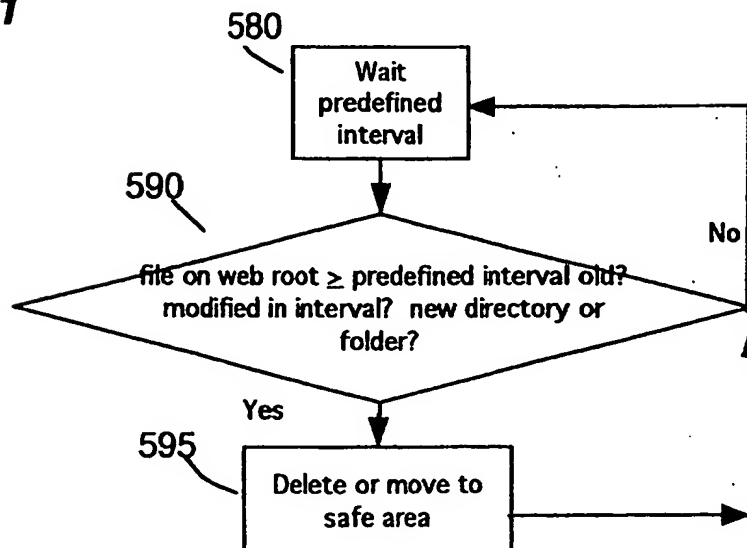 580
Wait
predefined
interval
590
No
file on web root ≥ predefined interval old?
modified in interval? new directory or
folder?
Yes
595
Delete or move to
safe area